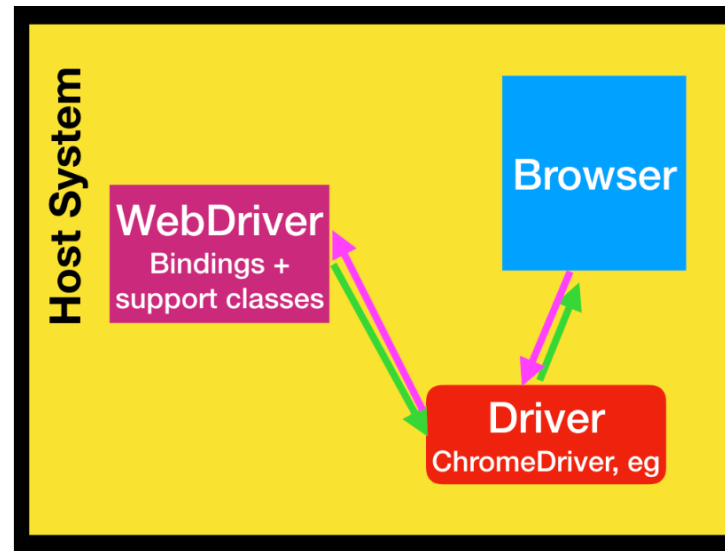 Host System
WebDriver
Bindings +
support classes
Browser
Driver
ChromeDriver, eg